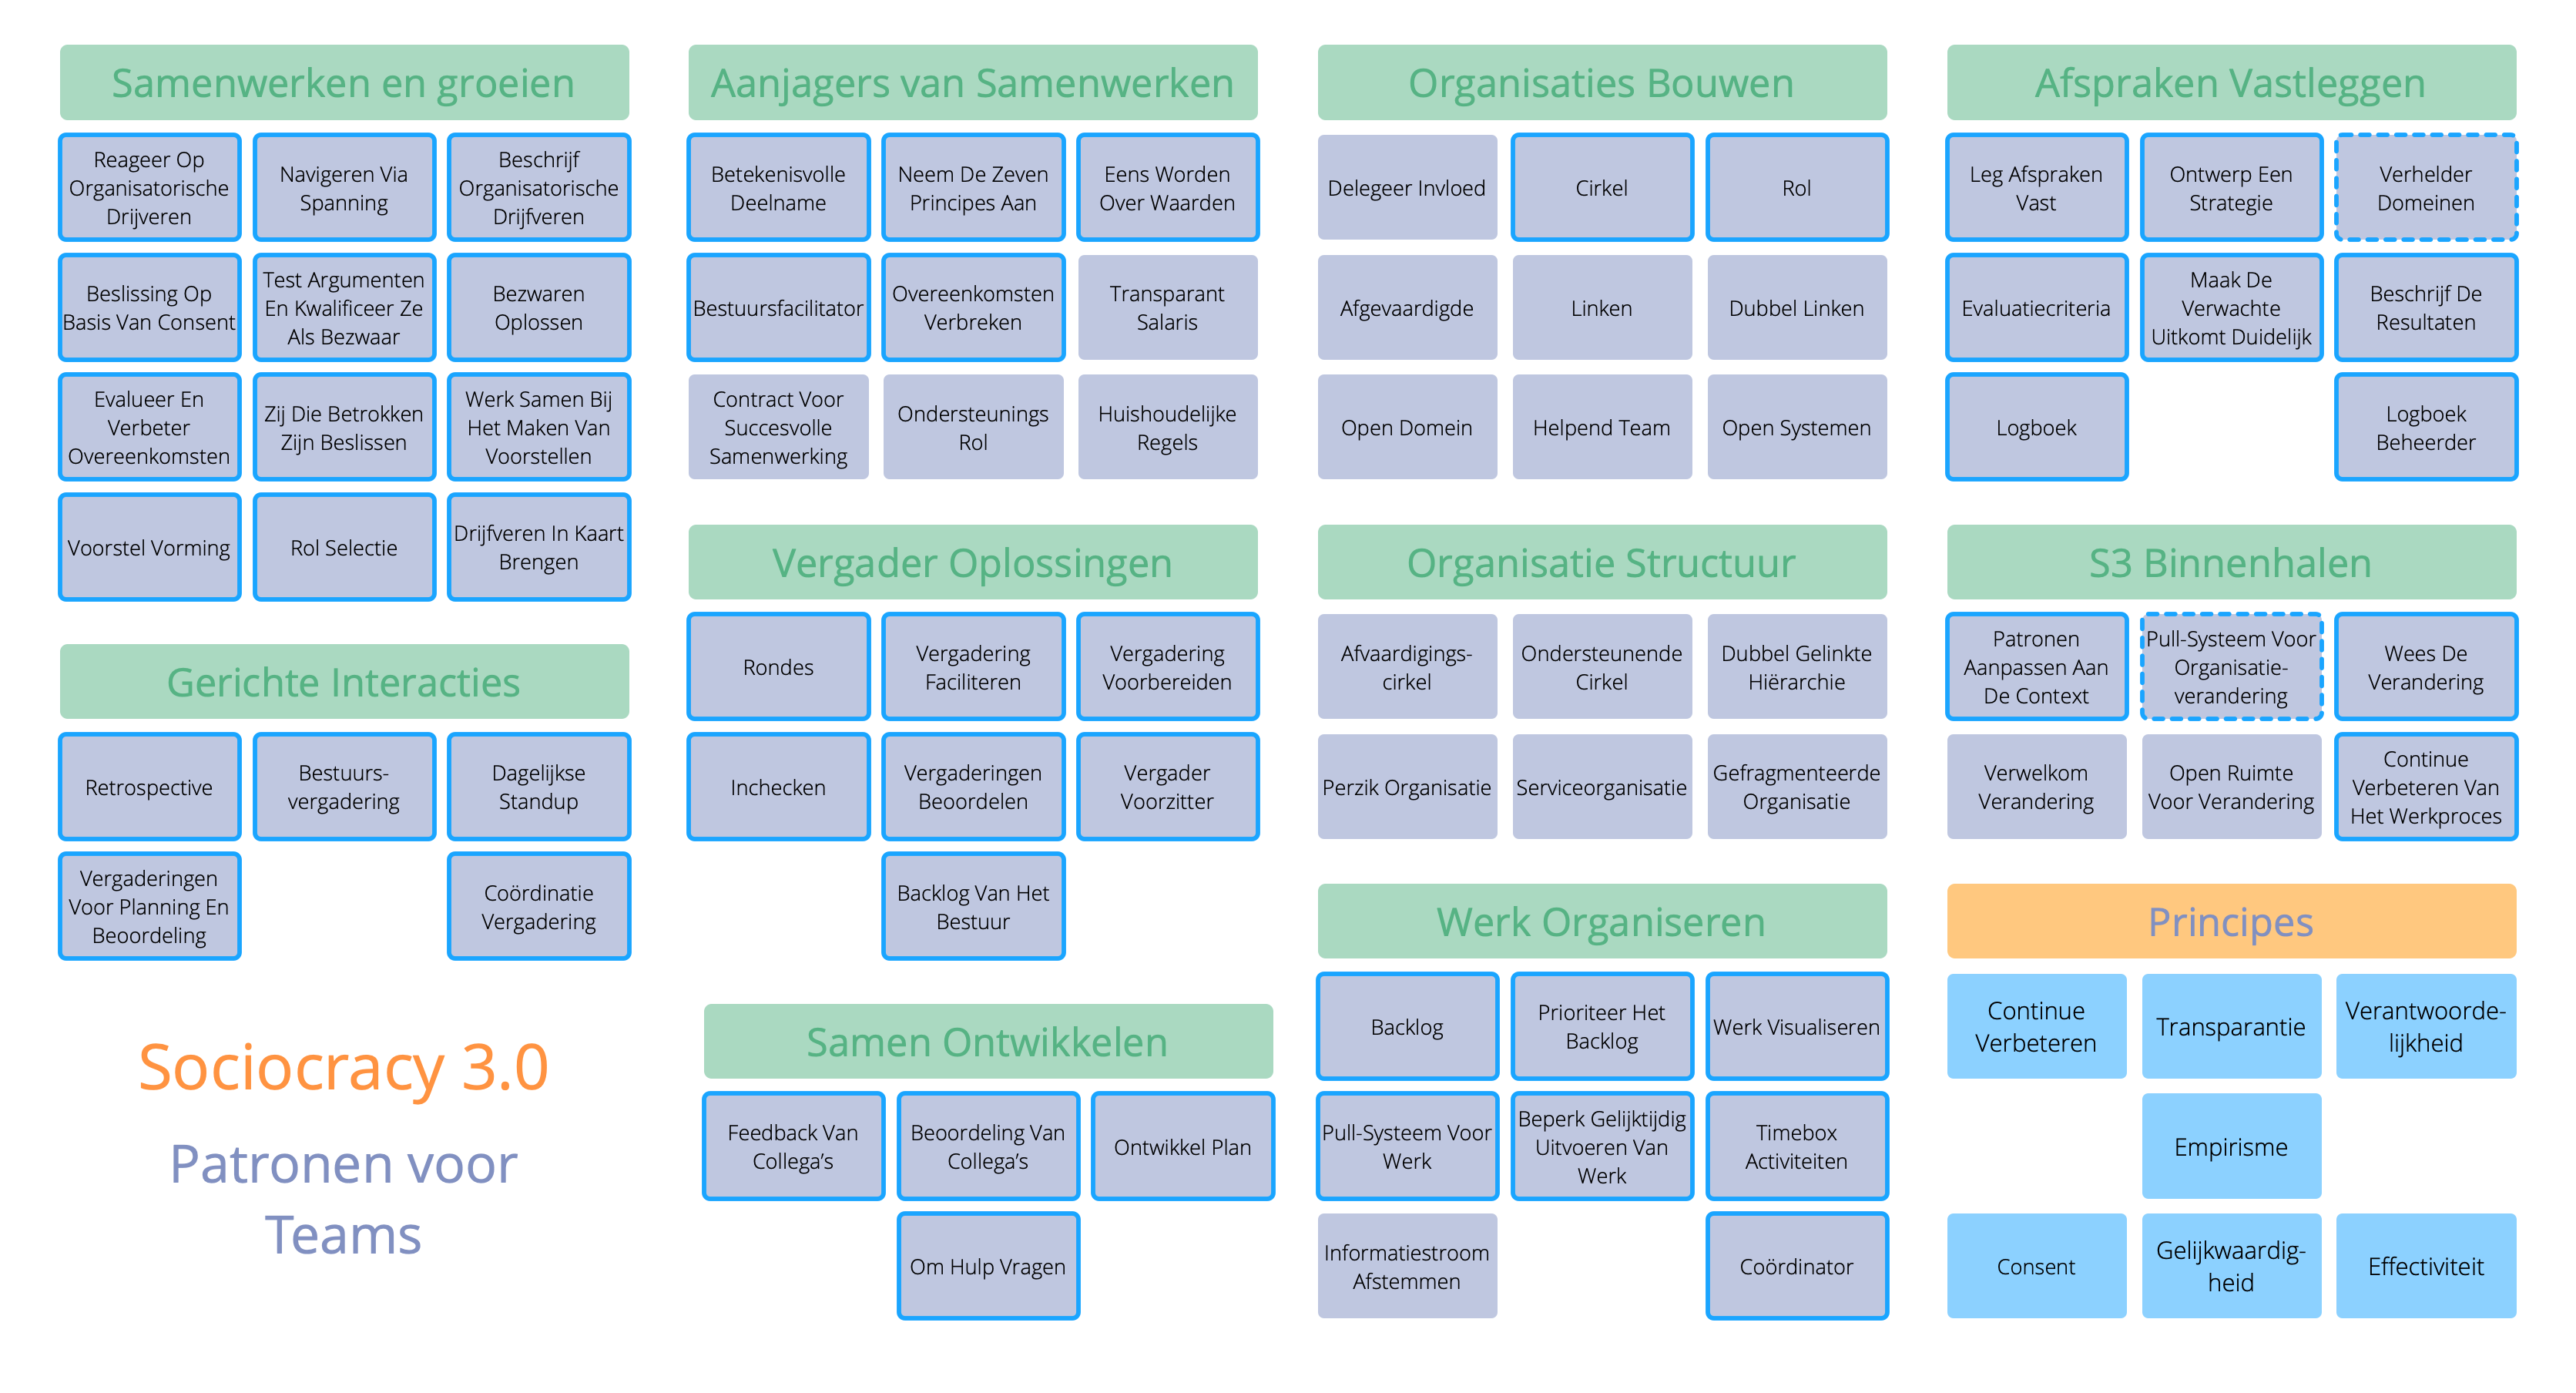 Samenwerken en groeien
Reageer Op
Organisatorische
Drijveren
Navigeren Via
Spanning
Beschrijf
Organisatorische
Drijfveren
Beslissing Op
Basis Van Consent
Test Argumenten
En Kwalificeer Ze
Als Bezwaar
Bezwaren
Oplossen
Evalueer En
Verbeter
Overeenkomsten
Zij Die Betrokken
Zijn Beslissen
Werk Samen Bij
Het Maken Van
Voorstellen
Voorstel Vorming
Rol Selectie
Drijfveren In Kaart
Brengen
Gerichte Interacties
Retrospective
Bestuurs-
vergadering
Dagelijkse
Standup
Vergaderingen
Voor Planning En
Beoordeling
Coördinatie
Vergadering
Sociocracy 3.0
Patronen voor
Teams
Aanjagers van Samenwerken
Betekenisvolle
Deelname
Neem De Zeven
Principes Aan
Eens Worden
Over Waarden
Bestuursfacilitator
Overeenkomsten
Verbreken
Transparant
Salaris
Contract Voor
Succesvolle
Samenwerking
Ondersteunings
Rol
Huishoudelijke
Regels
Vergader Oplossingen
Rondes
Vergadering
Faciliteren
Vergadering
Voorbereiden
Inchecken
Vergaderingen
Beoordelen
Vergader
Voorzitter
Backlog Van Het
Bestuur
Samen Ontwikkelen
Feedback Van
Collega’s
Beoordeling Van
Collega’s
Ontwikkel Plan
Om Hulp Vragen
Organisaties Bouwen
Delegeer Invloed
Cirkel
Rol
Afgevaardigde
Linken
Dubbel Linken
Open Domein
Helpend Team
Open Systemen
Organisatie Structuur
Afvaardigings-
cirkel
Ondersteunende
Cirkel
Dubbel Gelinkte
Hiërarchie
Perzik Organisatie
Serviceorganisatie
Gefragmenteerde
Organisatie
Werk Organiseren
Backlog
Prioriteer Het
Backlog
Werk Visualiseren
Pull-Systeem Voor
Werk
Beperk Gelijktijdig
Uitvoeren Van
Werk
Timebox
Activiteiten
Informatiestroom
Afstemmen
Coördinator
Afspraken Vastleggen
Leg Afspraken
Vast
Ontwerp Een
Strategie
Verhelder
Domeinen
Evaluatiecriteria
Maak De
Verwachte
Uitkomt Duidelijk
Beschrijf De
Resultaten
Logboek
Logboek
Beheerder
S3 Binnenhalen
Patronen
Aanpassen Aan
De Context
Pull-Systeem Voor
Organisatie-
verandering
Wees De
Verandering
Verwelkom
Verandering
Open Ruimte
Voor Verandering
Continue
Verbeteren Van
Het Werkproces
Principes
Continue
Verbeteren
Transparantie
Verantwoorde-
lijkheid
Empirisme
Consent
Gelijkwaardig-
heid
Effectiviteit